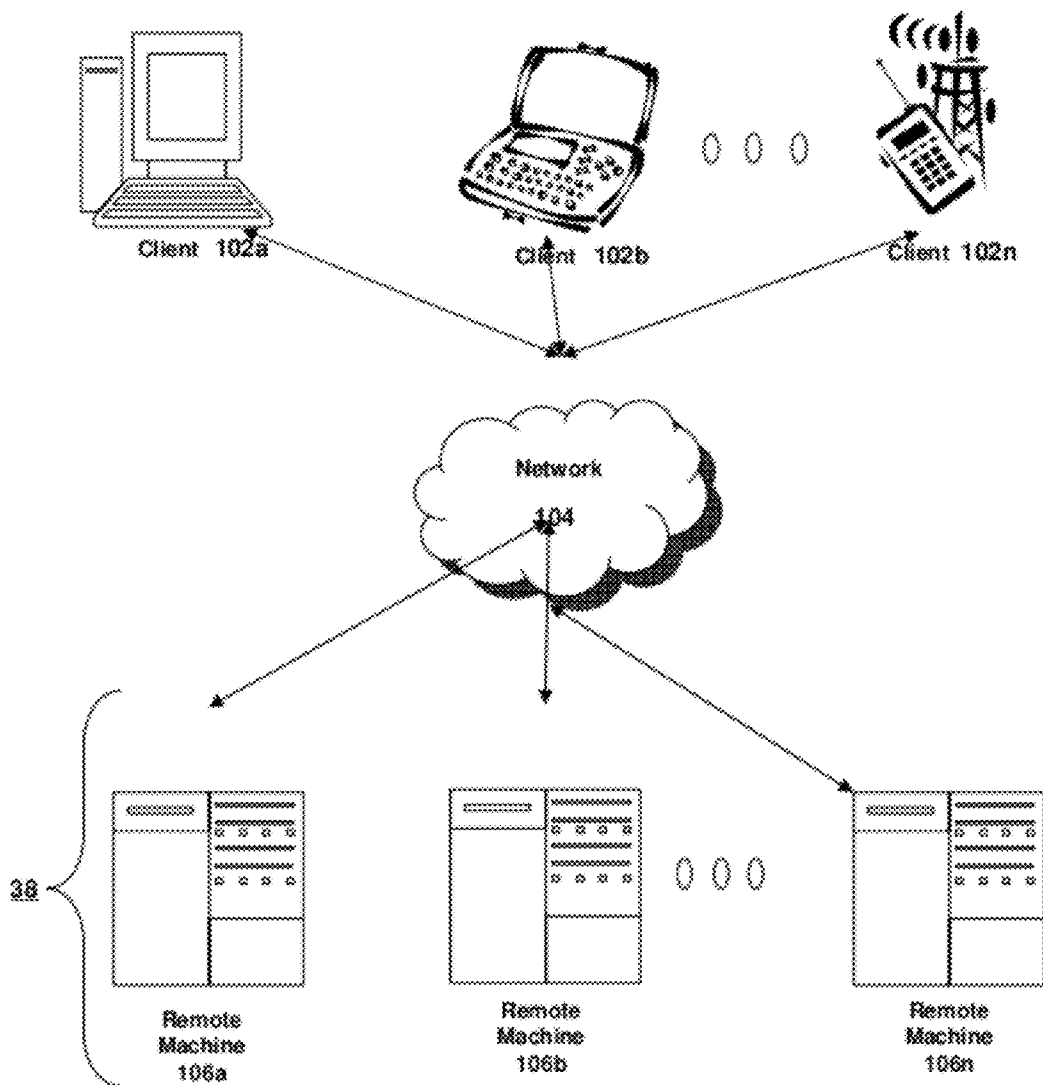 Client 102a
Client 102b
Client 102n
Network
104
38
Remote
Machine
106a
Remote
Machine
106b
Remote
Machine
106n